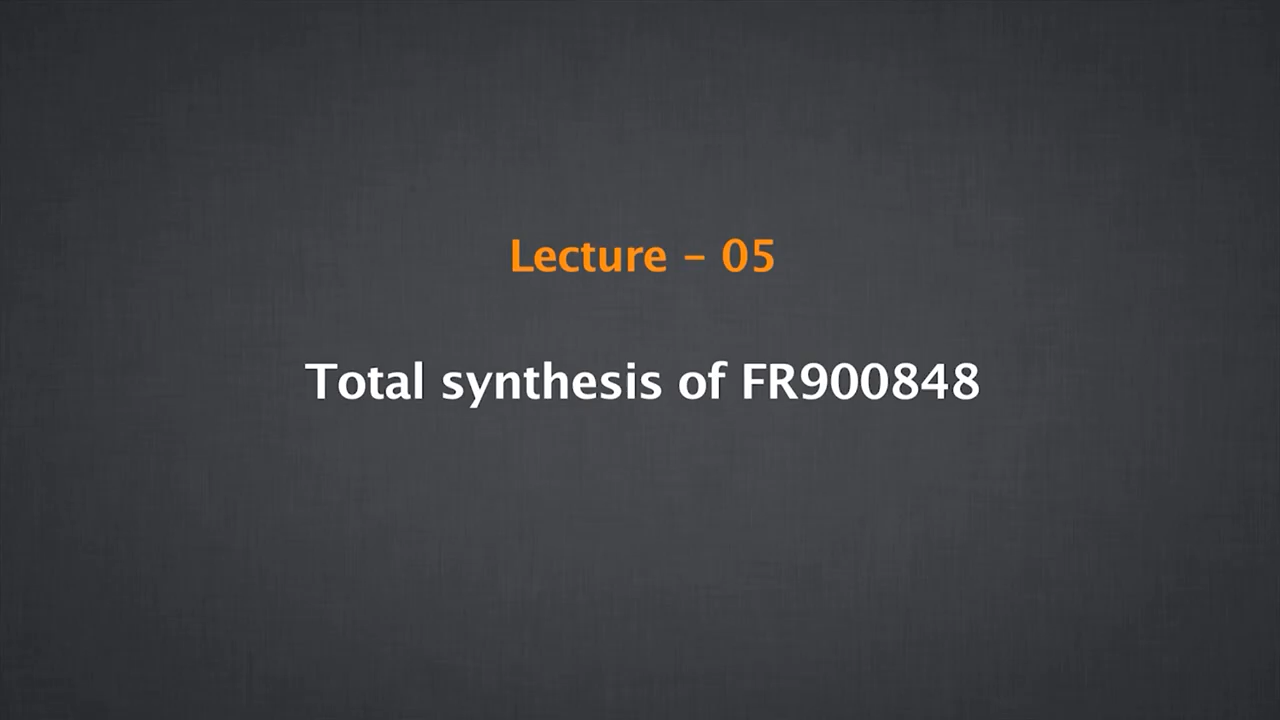 Lecture – 05
Total synthesis of FR900848